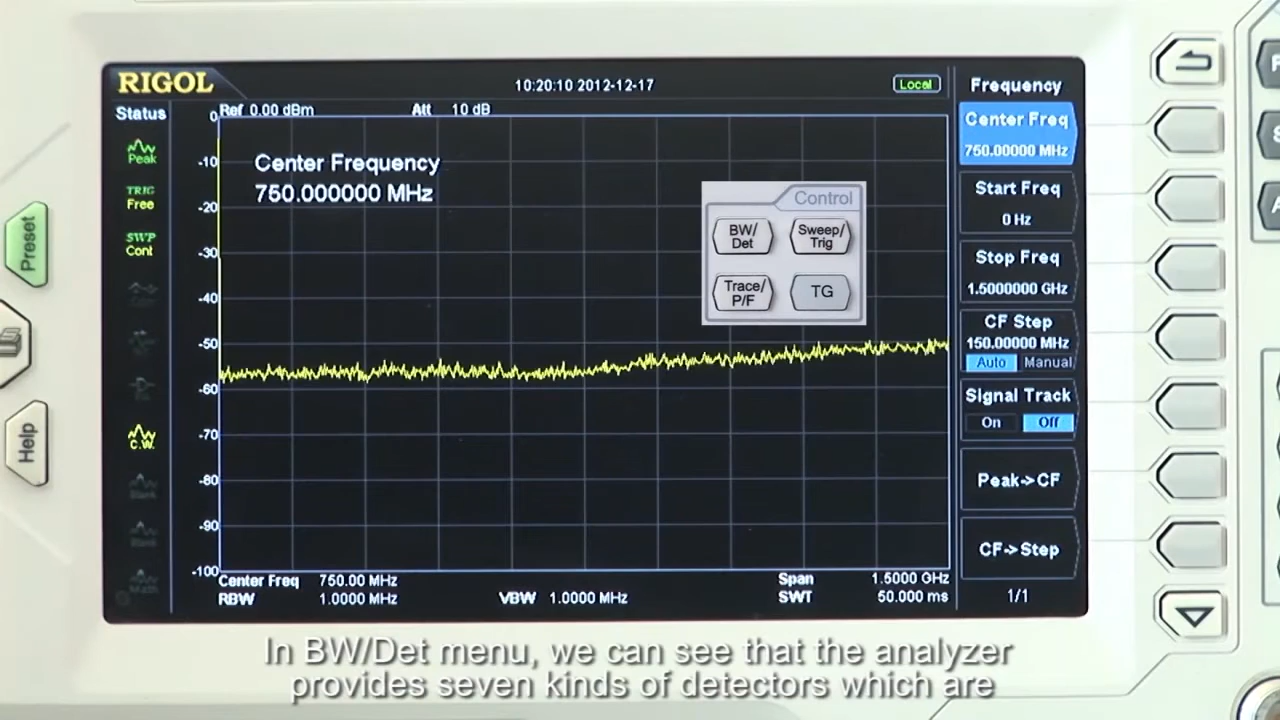 RIGOL
10:20:10 2012-12-17
Local
Status
Ref 0.00 dBm
Att 10 dB
Peak
TRIG
Free
SWP
Cont
C.W.
Blank
Blank
Math
0
-10
-20
-30
-40
-50
-60
-70
-80
-90
-100
Center Frequency
750.000000 MHz
Control
BW/
Det
Sweep/
Trig
Trace/
P/F
TG
Center Freq 750.00 MHz
Span 1.5000 GHz
RBW 1.0000 MHz
VBW 1.0000 MHz
SWT 50.000 ms
Frequency
Center Freq
750.00000 MHz
Start Freq
0 Hz
Stop Freq
1.5000000 GHz
CF Step
150.00000 MHz
Auto Manual
Signal Track
On Off
Peak->CF
CF->Step
1/1
Preset
Help
In BW/Det menu, we can see that the analyzer
provides seven kinds of detectors which are